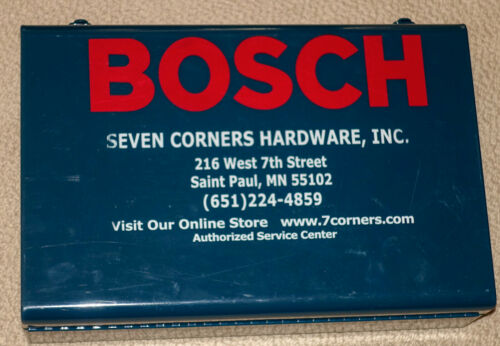 BOSCH
SEVEN CORNERS HARDWARE, INC.
216 West 7th Street
Saint Paul, MN 55102
(651)224-4859
Visit Our Online Store www.7corners.com
Authorized Service Center